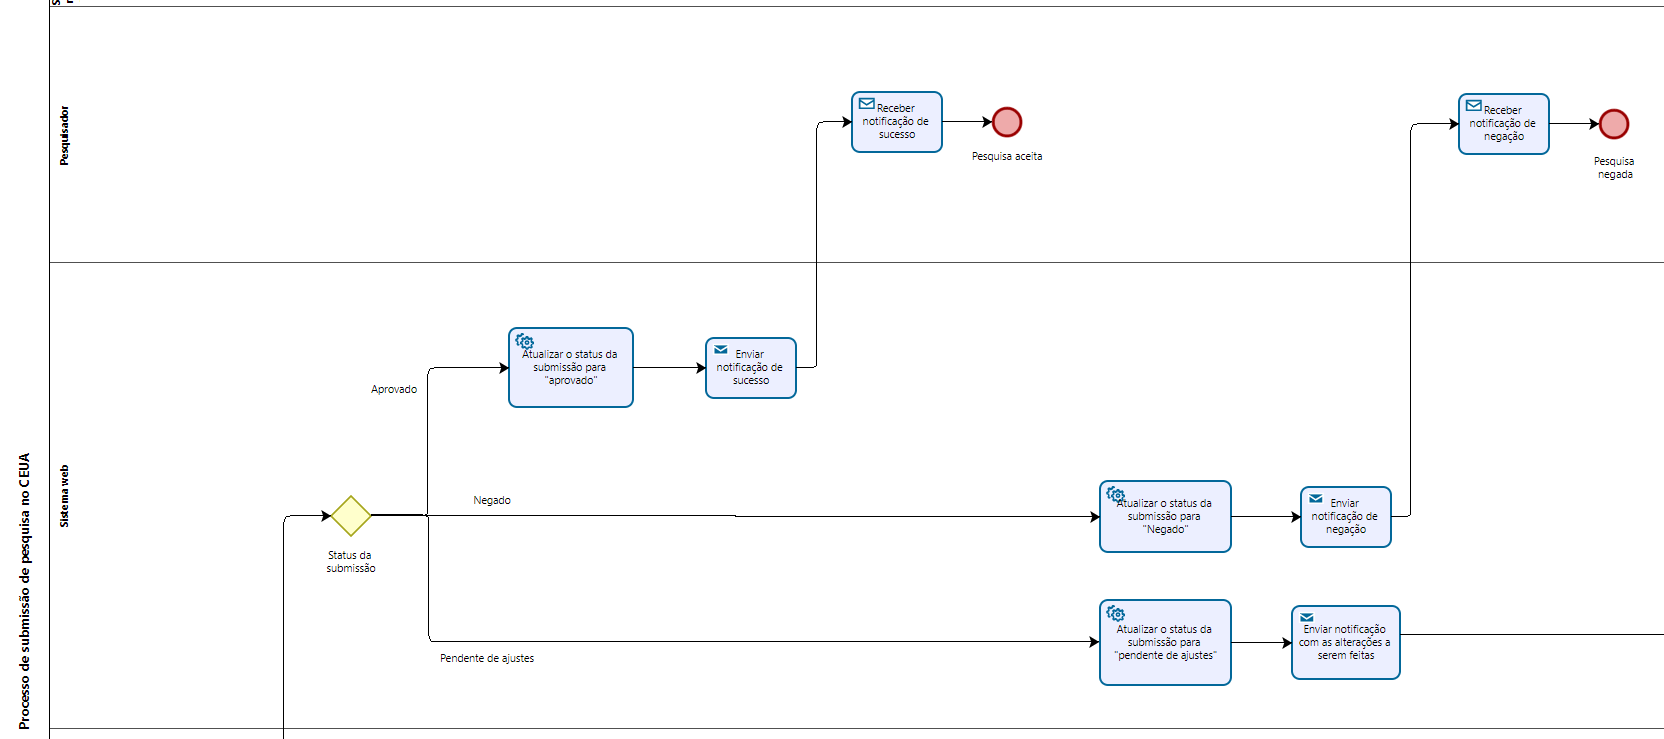 Processo de submissão de pesquisa no CEUA
Pesquisador
Receber
notificação de
sucesso
Pesquisa aceita
Receber
notificação de
negação
Pesquisa
negada
Sistema web
Status da
submissão
Aprovado
Atualizar o status da
submissão para
"aprovado"
Enviar
notificação de
sucesso
Negado
Atualizar o status da
submissão para
"Negado"
Enviar
notificação de
negação
Pendente de ajustes
Atualizar o status da
submissão para
"pendente de ajustes"
Enviar notificação
com as alterações a
serem feitas